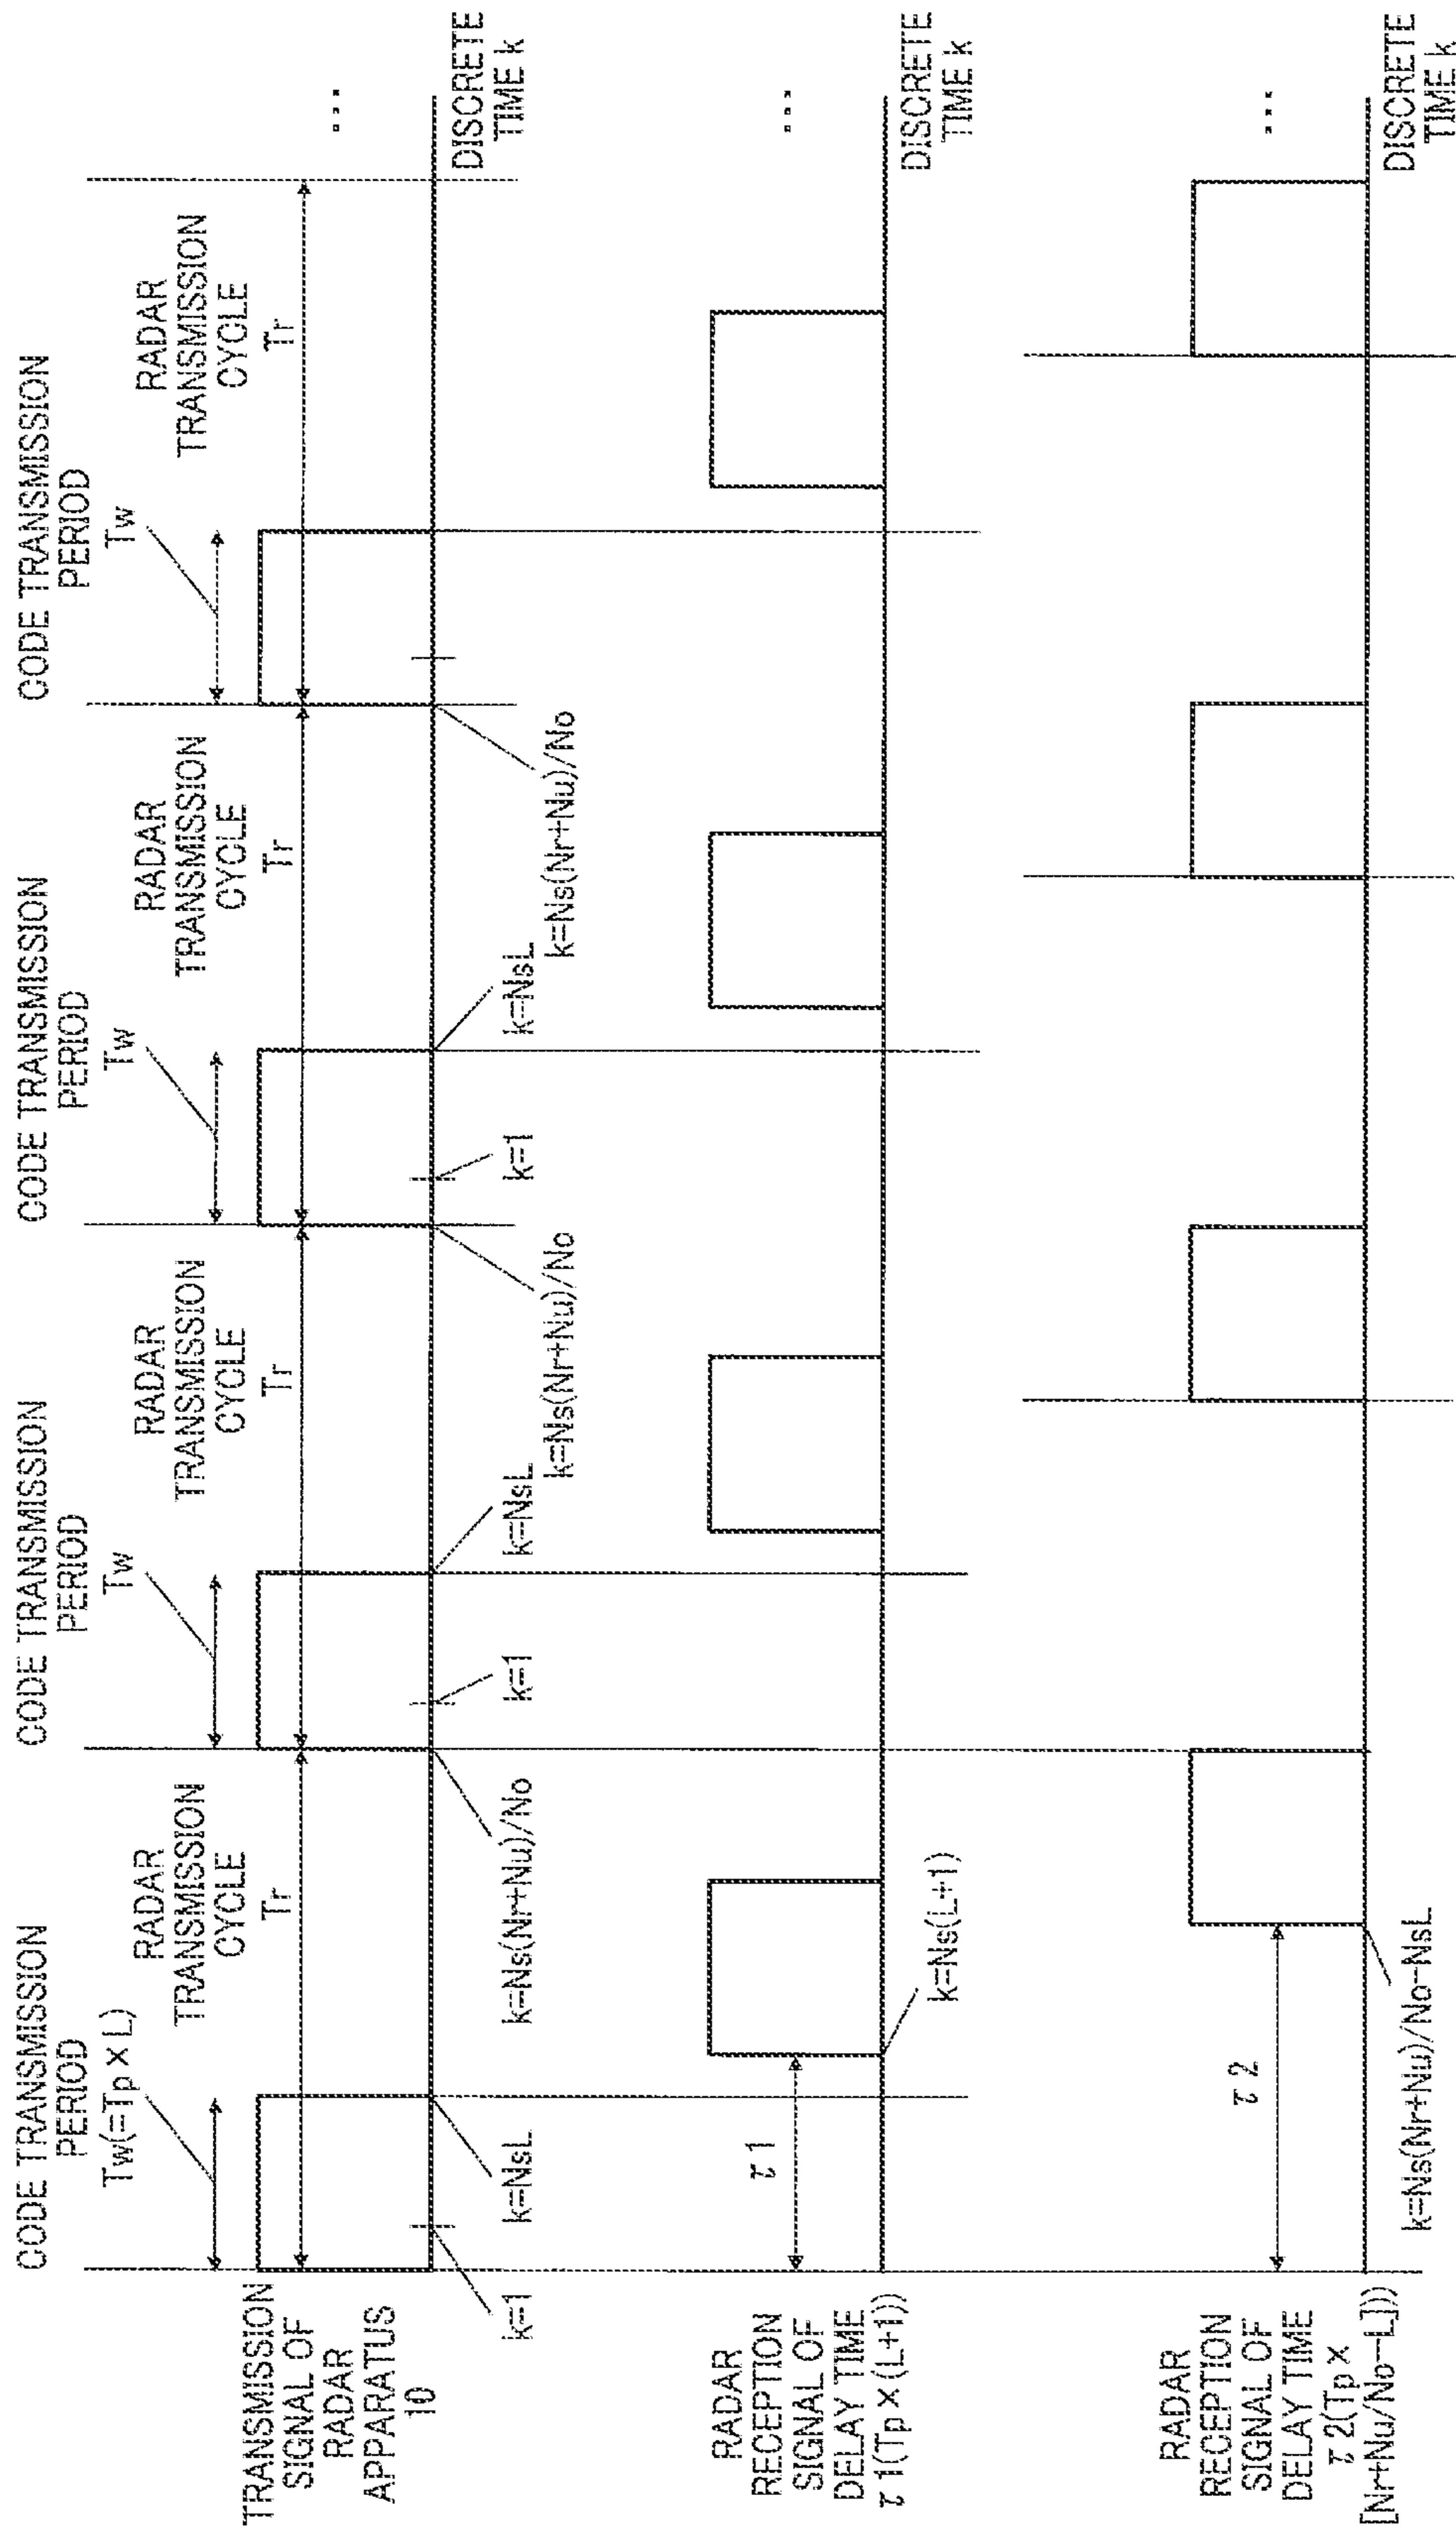 CODE TRANSMISSION
PERIOD
Tw(=Tp×L)
CODE TRANSMISSION
PERIOD
Tw
CODE TRANSMISSION
PERIOD
Tw
CODE TRANSMISSION
PERIOD
Tw
RADAR
TRANSMISSION
CYCLE
Tr
RADAR
TRANSMISSION
CYCLE
Tr
RADAR
TRANSMISSION
CYCLE
Tr
RADAR
TRANSMISSION
CYCLE
Tr
TRANSMISSION
SIGNAL OF
RADAR
APPARATUS
10
...
DISCRETE
TIME k
k=1
k=NsL
k=Ns(Nr+Nu)/No
k=1
k=NsL
k=Ns(Nr+Nu)/No
k=1
k=NsL
k=Ns(Nr+Nu)/No
RADAR
RECEPTION
SIGNAL OF
DELAY TIME
τ1(Tp×(L+1))
τ1
k=Ns(L+1)
...
DISCRETE
TIME k
RADAR
RECEPTION
SIGNAL OF
DELAY TIME
τ2(Tp×
[Nr+Nu/No-L]))
τ2
k=Ns(Nr+Nu)/No-NsL
...
DISCRETE
TIME k